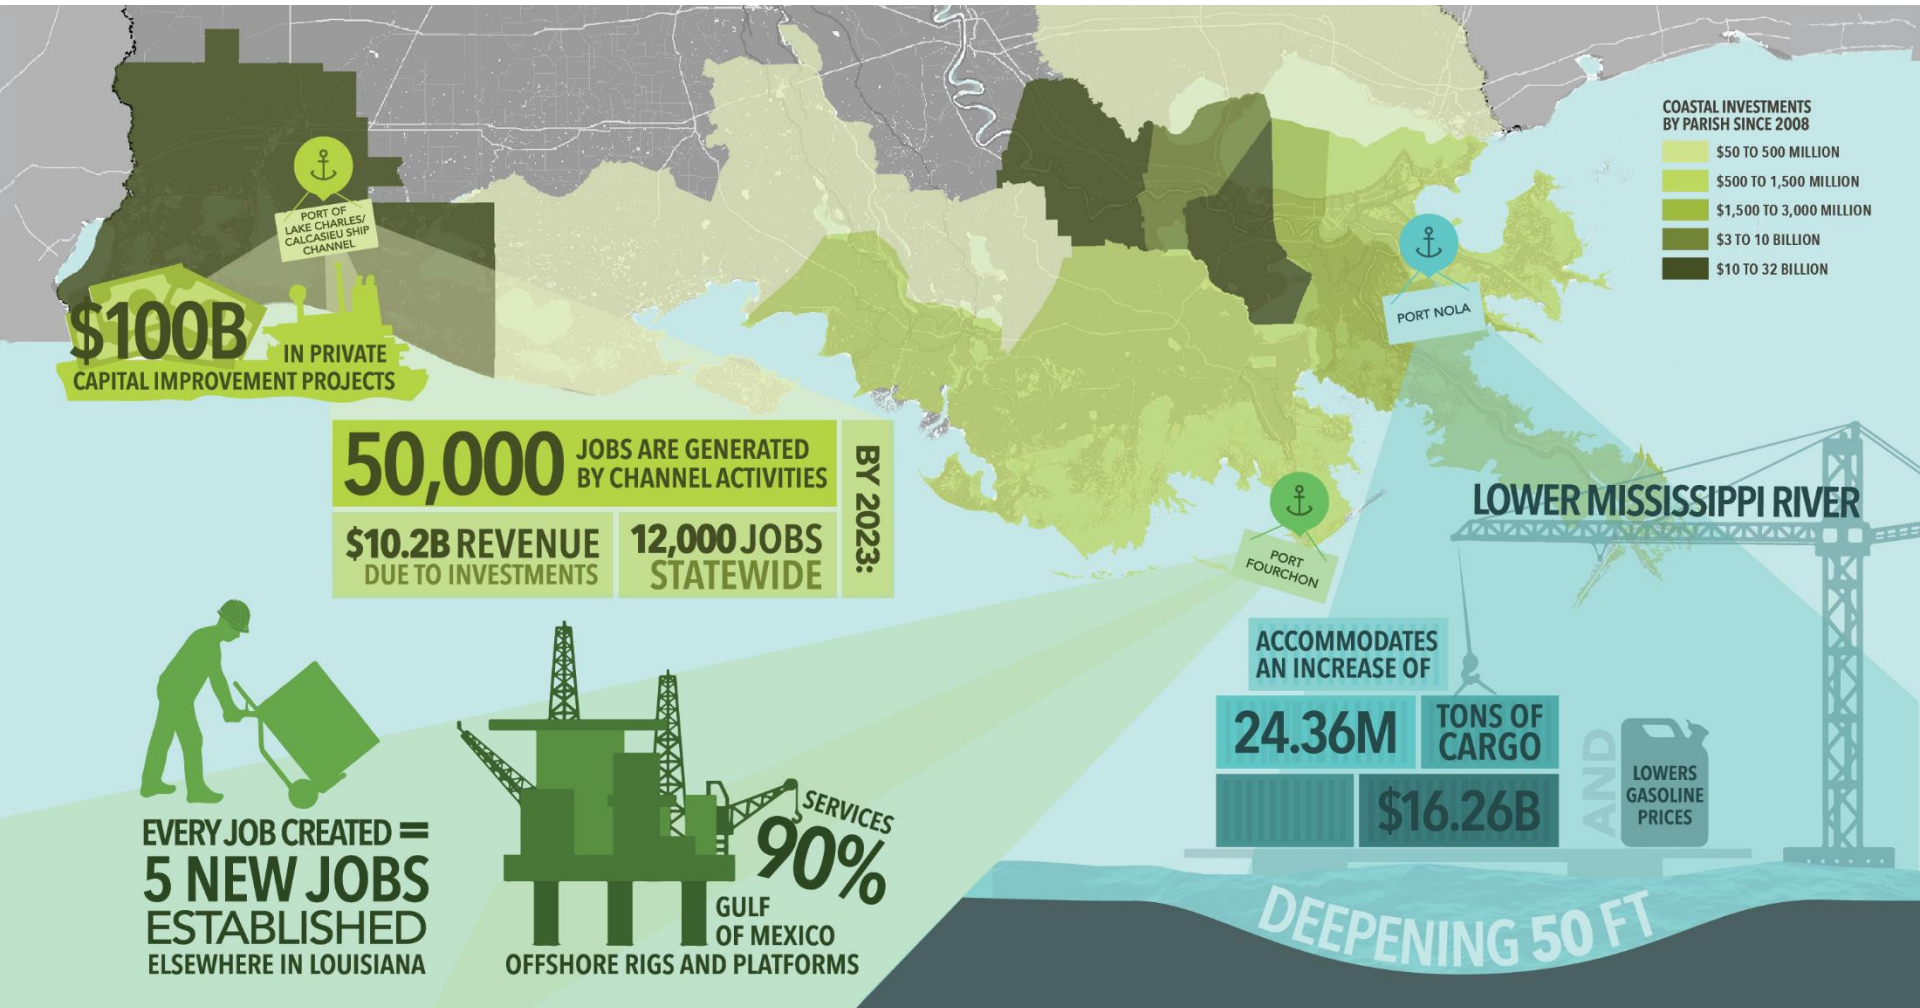 COASTAL INVESTMENTS
BY PARISH SINCE 2008
$50 TO 500 MILLION
$500 TO 1,500 MILLION
$1,500 TO 3,000 MILLION
$3 TO 10 BILLION
$10 TO 32 BILLION
PORT OF
LAKE CHARLES/
CALCASIEU SHIP
CHANNEL
$100B
IN PRIVATE
CAPITAL IMPROVEMENT PROJECTS
50,000
JOBS ARE GENERATED
BY CHANNEL ACTIVITIES
$10.2B REVENUE
DUE TO INVESTMENTS
12,000 JOBS
STATEWIDE
BY 2023:
PORT NOLA
LOWER MISSISSIPPI RIVER
PORT
FOURCHON
EVERY JOB CREATED =
5 NEW JOBS
ESTABLISHED
ELSEWHERE IN LOUISIANA
SERVICES
90%
GULF
OF MEXICO
OFFSHORE RIGS AND PLATFORMS
ACCOMMODATES
AN INCREASE OF
24.36M
TONS OF
CARGO
$16.26B
AND
LOWERS
GASOLINE
PRICES
DEEPENING 50 FT